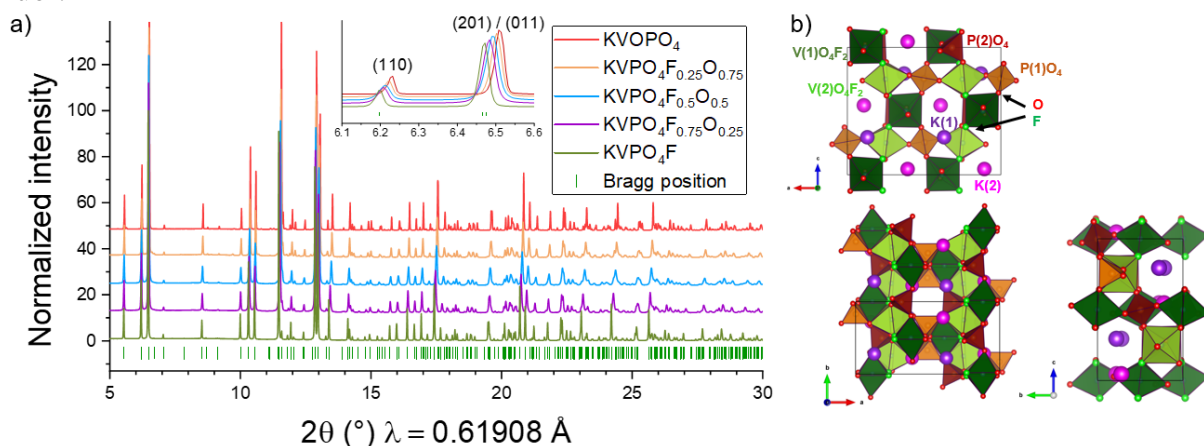 a)
Normalized intensity
120
100
80
60
40
20
0
5
10
15
20
25
30
2θ (°) λ = 0.61908 Å
(110)
(201) / (011)
6.1
6.2
6.3
6.4
6.5
6.6
KVOPO₄
KVPO₄F₀.₂₅O₀.₇₅
KVPO₄F₀.₅O₀.₅
KVPO₄F₀.₇₅O₀.₂₅
KVPO₄F
Bragg position
b)
V(1)O₄F₂
P(2)O₄
P(1)O₄
V(2)O₄F₂
K(1)
O
F
K(2)
c
a
b
a
c
b